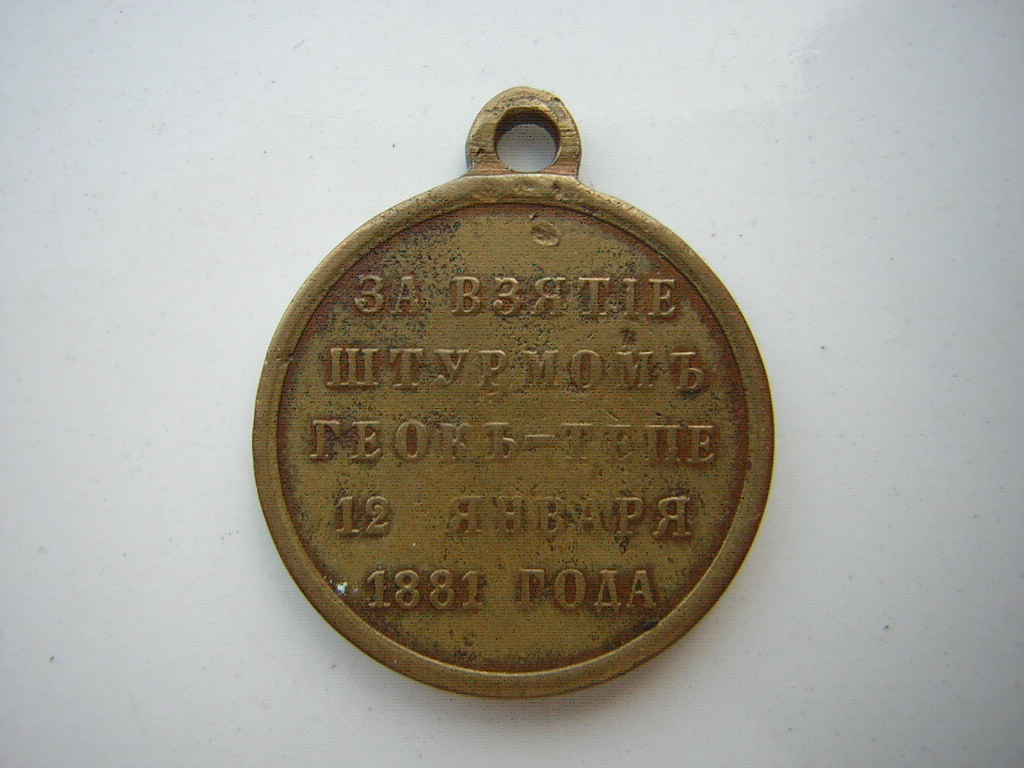 ЗА ВЗЯТІЕ
ШТУРМОМЪ
ГЕОКЪ-ТЕПЕ
12 ЯНВАРЯ
1881 ГОДА